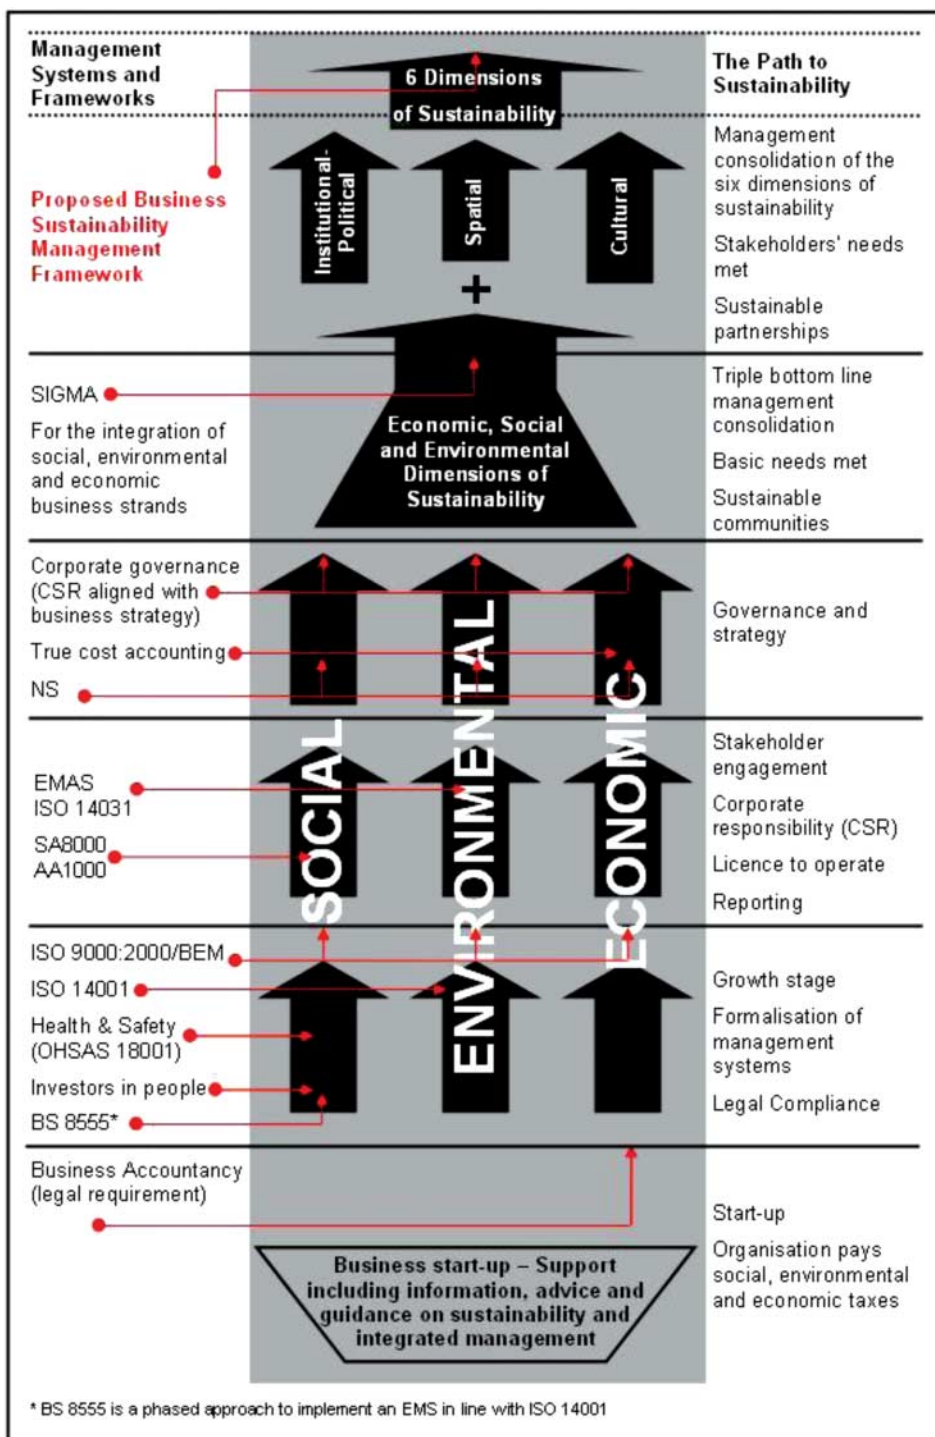 Management
Systems and
Frameworks
6 Dimensions
of Sustainability
The Path to
Sustainability
Proposed Business
Sustainability
Management
Framework
Institutional-
Political
Spatial
Cultural
+
Management
consolidation of the
six dimensions of
sustainability
Stakeholders' needs
met
Sustainable
partnerships
SIGMA
For the integration of
social, environmental
and economic
business strands
Economic, Social
and Environmental
Dimensions of
Sustainability
Triple bottom line
management
consolidation
Basic needs met
Sustainable
communities
Corporate governance
(CSR aligned with
business strategy)
True cost accounting
NS
Governance and
strategy
SOCIAL
ENVIRONMENTAL
ECONOMIC
EMAS
ISO 14031
SA8000
AA1000
Stakeholder
engagement
Corporate
responsibility (CSR)
Licence to operate
Reporting
ISO 9000:2000/BEM
ISO 14001
Health & Safety
(OHSAS 18001)
Investors in people
BS 8555*
Growth stage
Formalisation of
management
systems
Legal Compliance
Business Accountancy
(legal requirement)
Business start-up – Support
including information, advice and
guidance on sustainability and
integrated management
Start-up
Organisation pays
social, environmental
and economic taxes
* BS 8555 is a phased approach to implement an EMS in line with ISO 14001